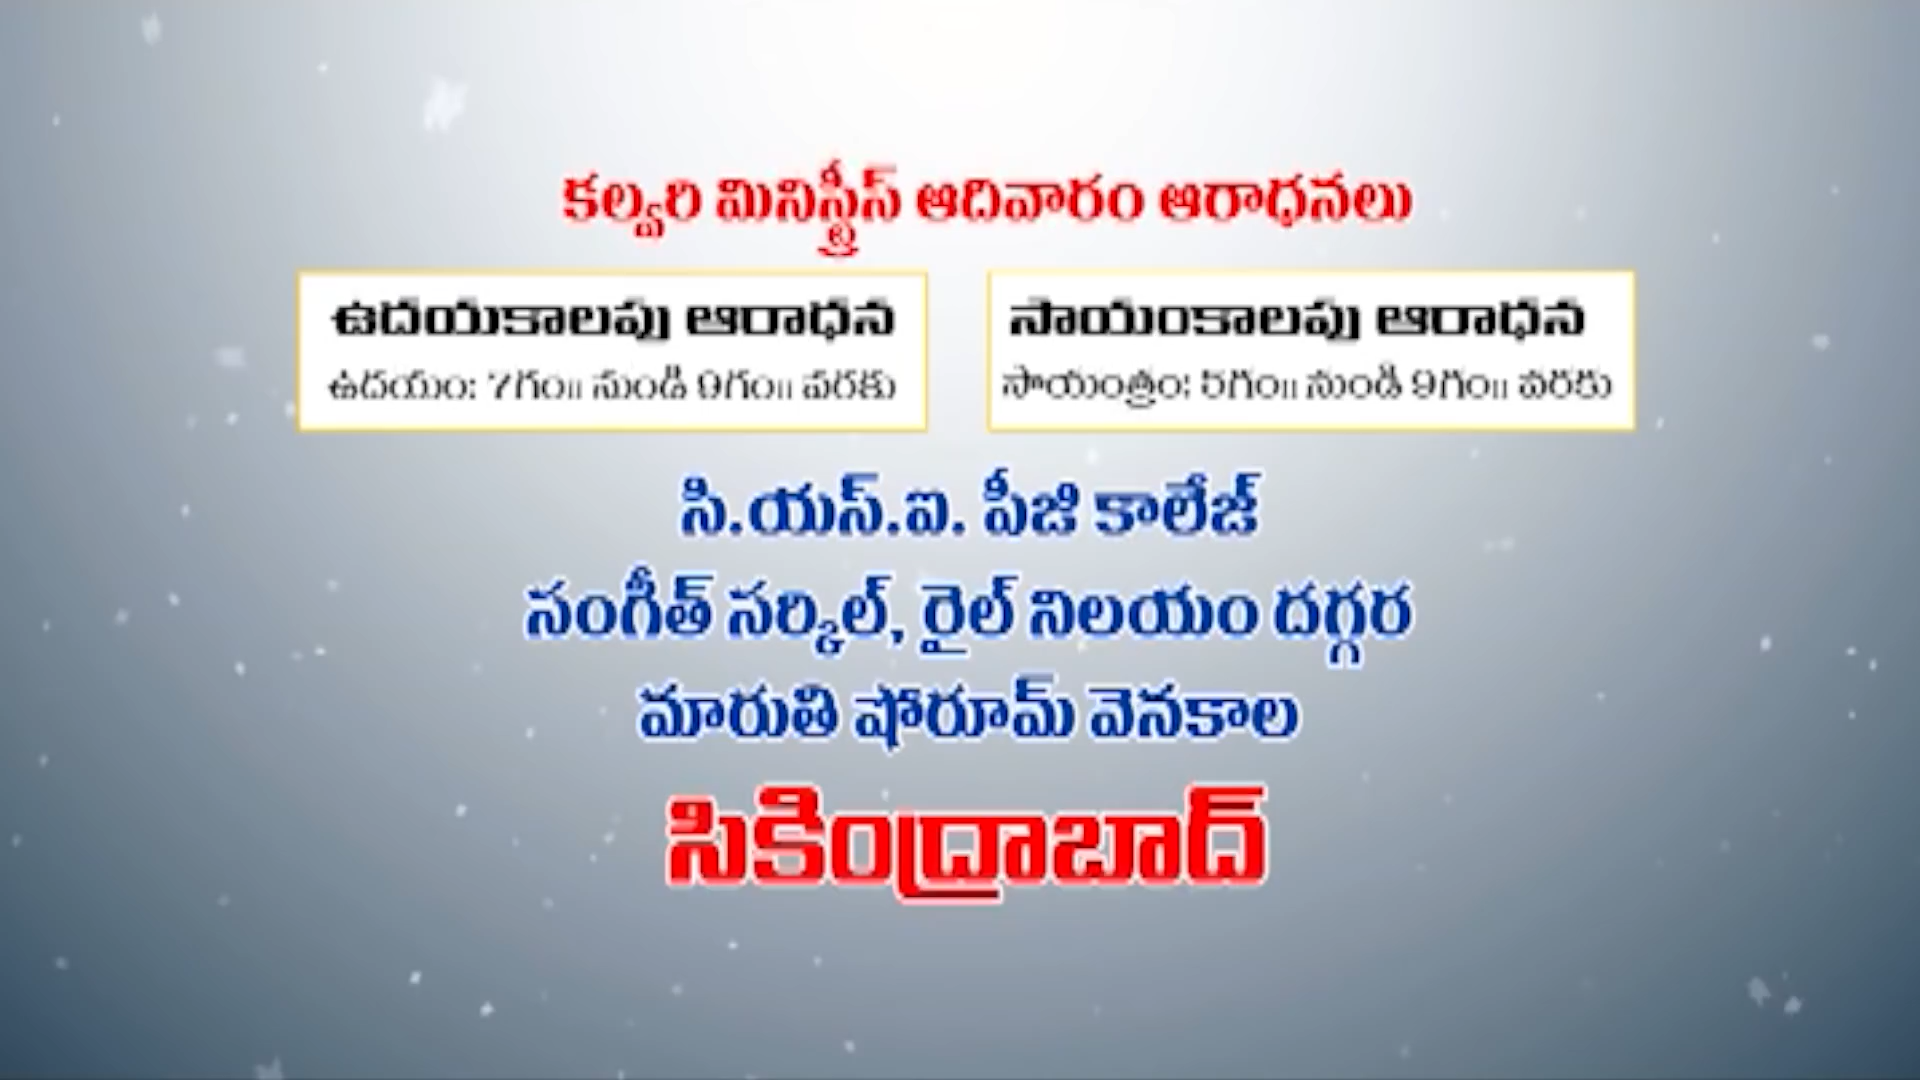 కల్వరి మినిస్ట్రీస్ ఆదివారం ఆరాధనలు
ఉదయకాలపు ఆరాధన
ఉదయం: 7గం॥ నుండి 9గం॥ వరకు
సాయంకాలపు ఆరాధన
సాయంత్రం: 5గం॥ నుండి 9గం॥ వరకు
సి.యస్.ఐ. పీజి కాలేజ్
సంగీత్ సర్కిల్, రైల్ నిలయం దగ్గర
మారుతి షోరూమ్ వెనకాల
సికింద్రాబాద్